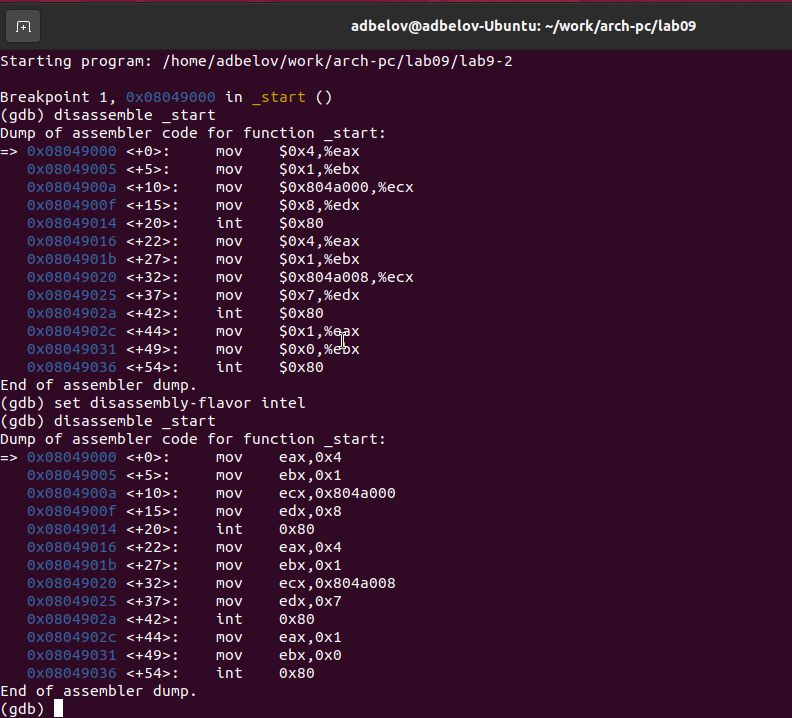 adbelov@adbelov-Ubuntu: ~/work/arch-pc/lab09
Starting program: /home/adbelov/work/arch-pc/lab09/lab9-2
Breakpoint 1, 0x08049000 in _start ()
(gdb) disassemble _start
Dump of assembler code for function _start:
=> 0x08049000 <+0>:     mov    $0x4,%eax
   0x08049005 <+5>:     mov    $0x1,%ebx
   0x0804900a <+10>:    mov    $0x804a000,%ecx
   0x0804900f <+15>:    mov    $0x8,%edx
   0x08049014 <+20>:    int    $0x80
   0x08049016 <+22>:    mov    $0x4,%eax
   0x0804901b <+27>:    mov    $0x1,%ebx
   0x08049020 <+32>:    mov    $0x804a008,%ecx
   0x08049025 <+37>:    mov    $0x7,%edx
   0x0804902a <+42>:    int    $0x80
   0x0804902c <+44>:    mov    $0x1,%eax
   0x08049031 <+49>:    mov    $0x0,%ebx
   0x08049036 <+54>:    int    $0x80
End of assembler dump.
(gdb) set disassembly-flavor intel
(gdb) disassemble _start
Dump of assembler code for function _start:
=> 0x08049000 <+0>:     mov    eax,0x4
   0x08049005 <+5>:     mov    ebx,0x1
   0x0804900a <+10>:    mov    ecx,0x804a000
   0x0804900f <+15>:    mov    edx,0x8
   0x08049014 <+20>:    int    0x80
   0x08049016 <+22>:    mov    eax,0x4
   0x0804901b <+27>:    mov    ebx,0x1
   0x08049020 <+32>:    mov    ecx,0x804a008
   0x08049025 <+37>:    mov    edx,0x7
   0x0804902a <+42>:    int    0x80
   0x0804902c <+44>:    mov    eax,0x1
   0x08049031 <+49>:    mov    ebx,0x0
   0x08049036 <+54>:    int    0x80
End of assembler dump.
(gdb)